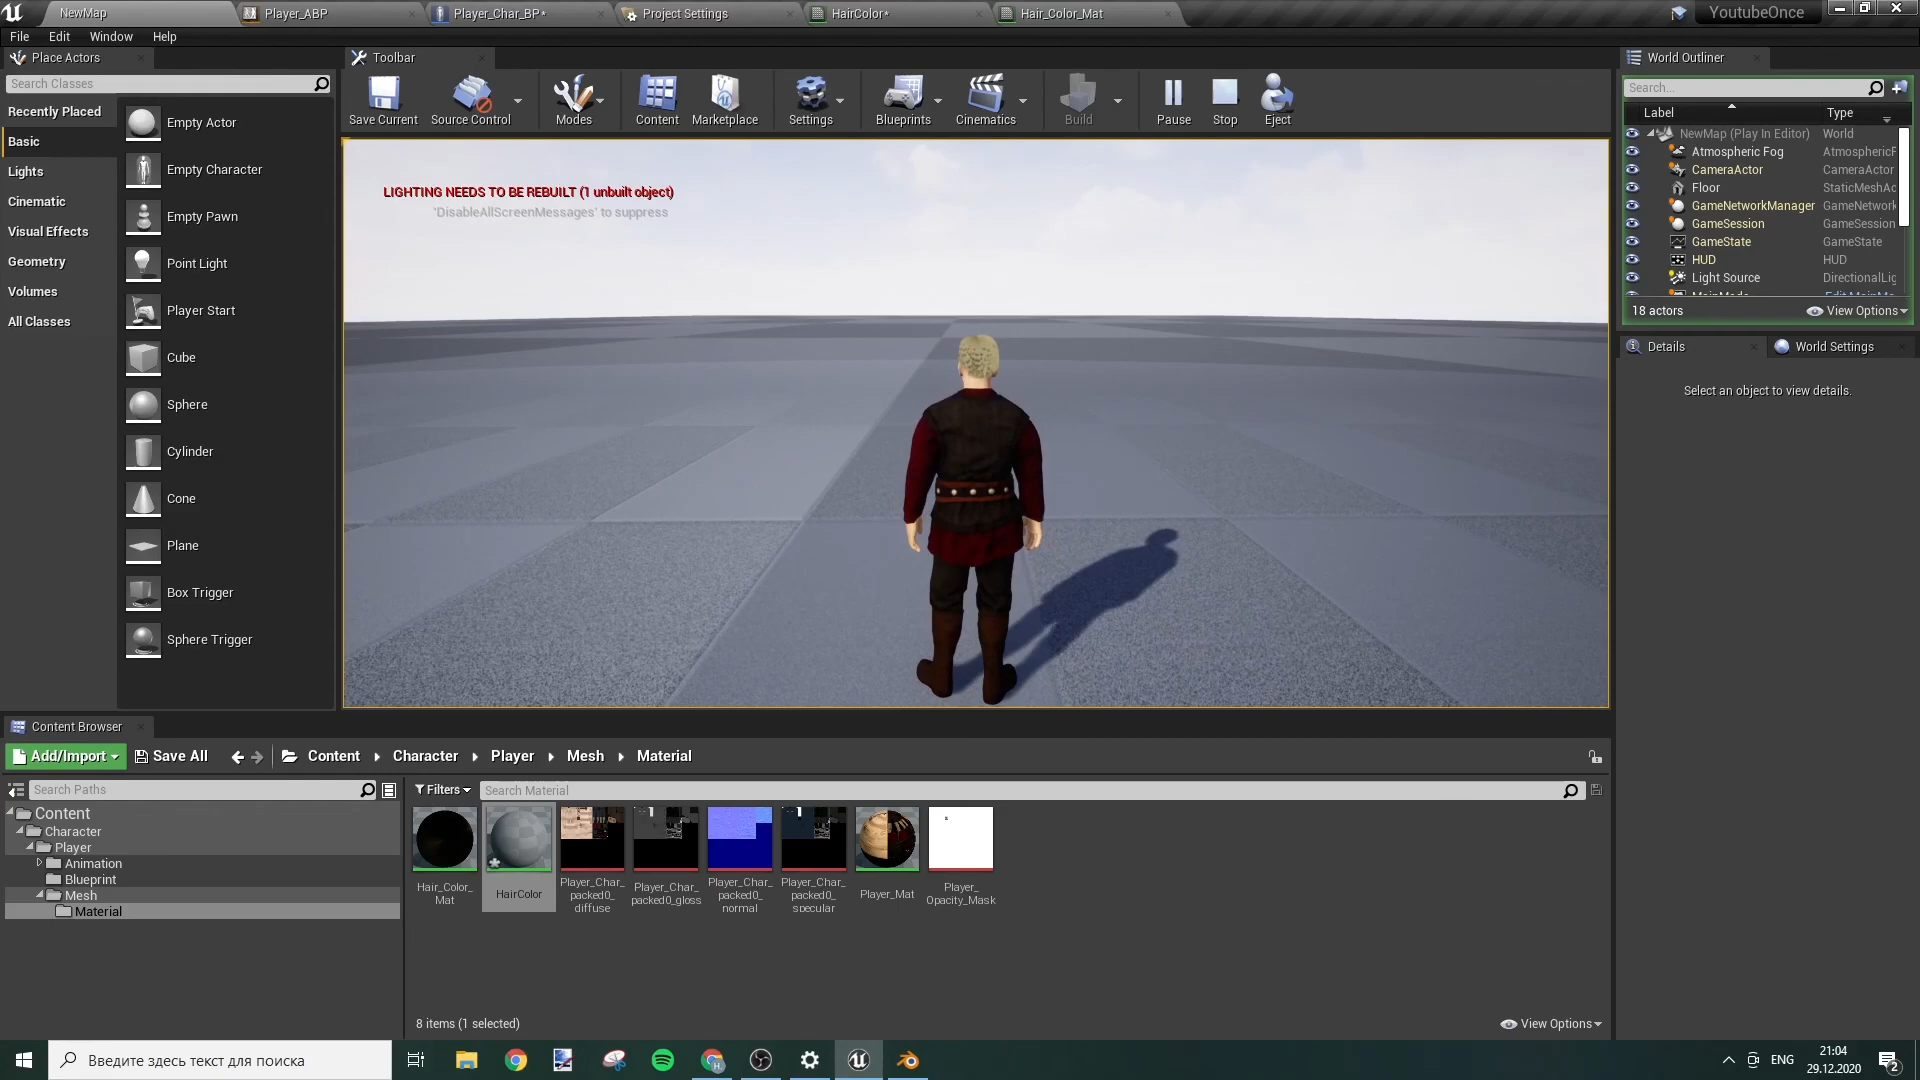 NewMap
Player_ABP
Player_Char_BP*
Project Settings
HairColor*
Hair_Color_Mat
YoutubeOnce
File Edit Window Help
Place Actors
Toolbar
World Outliner
Search Classes
Recently Placed
Basic
Lights
Cinematic
Visual Effects
Geometry
Volumes
All Classes
Empty Actor
Empty Character
Empty Pawn
Point Light
Player Start
Cube
Sphere
Cylinder
Cone
Plane
Box Trigger
Sphere Trigger
Save Current
Source Control
Modes
Content
Marketplace
Settings
Blueprints
Cinematics
Build
Pause
Stop
Eject
LIGHTING NEEDS TO BE REBUILT (1 unbuilt object)
'DisableAllScreenMessages' to suppress
Search...
Label Type
NewMap (Play In Editor) World
Atmospheric Fog AtmosphericF
CameraActor CameraActor
Floor StaticMeshAc
GameNetworkManager GameNetwork
GameSession GameSession
GameState GameState
HUD HUD
Light Source DirectionalLig
18 actors
View Options
Details
World Settings
Select an object to view details.
Content Browser
Add/Import
Save All
Content
Character
Player
Mesh
Material
Search Paths
Content
Character
Player
Animation
Blueprint
Mesh
Material
Filters
Search Material
Hair_Color_
Mat
HairColor
Player_Char_
packed0_
diffuse
Player_Char_
packed0_gloss
Player_Char_
packed0_
normal
Player_Char_
packed0_
specular
Player_Mat
Player_
Opacity_Mask
8 items (1 selected)
View Options
Введите здесь текст для поиска
ENG
21:04
29.12.2020
2